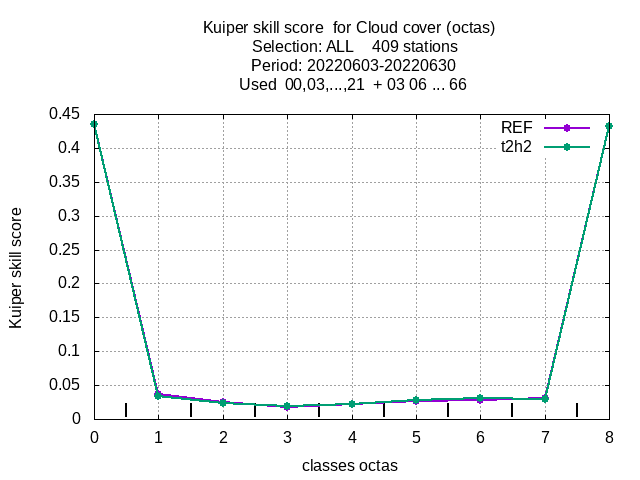 Kuiper skill score  for Cloud cover (octas)
Selection: ALL    409 stations
Period: 20220603-20220630
Used  00,03,...,21  + 03 06 ... 66
REF
t2h2
0.45
0.4
0.35
0.3
0.25
0.2
0.15
0.1
0.05
0
Kuiper skill score
0 1 2 3 4 5 6 7 8
classes octas